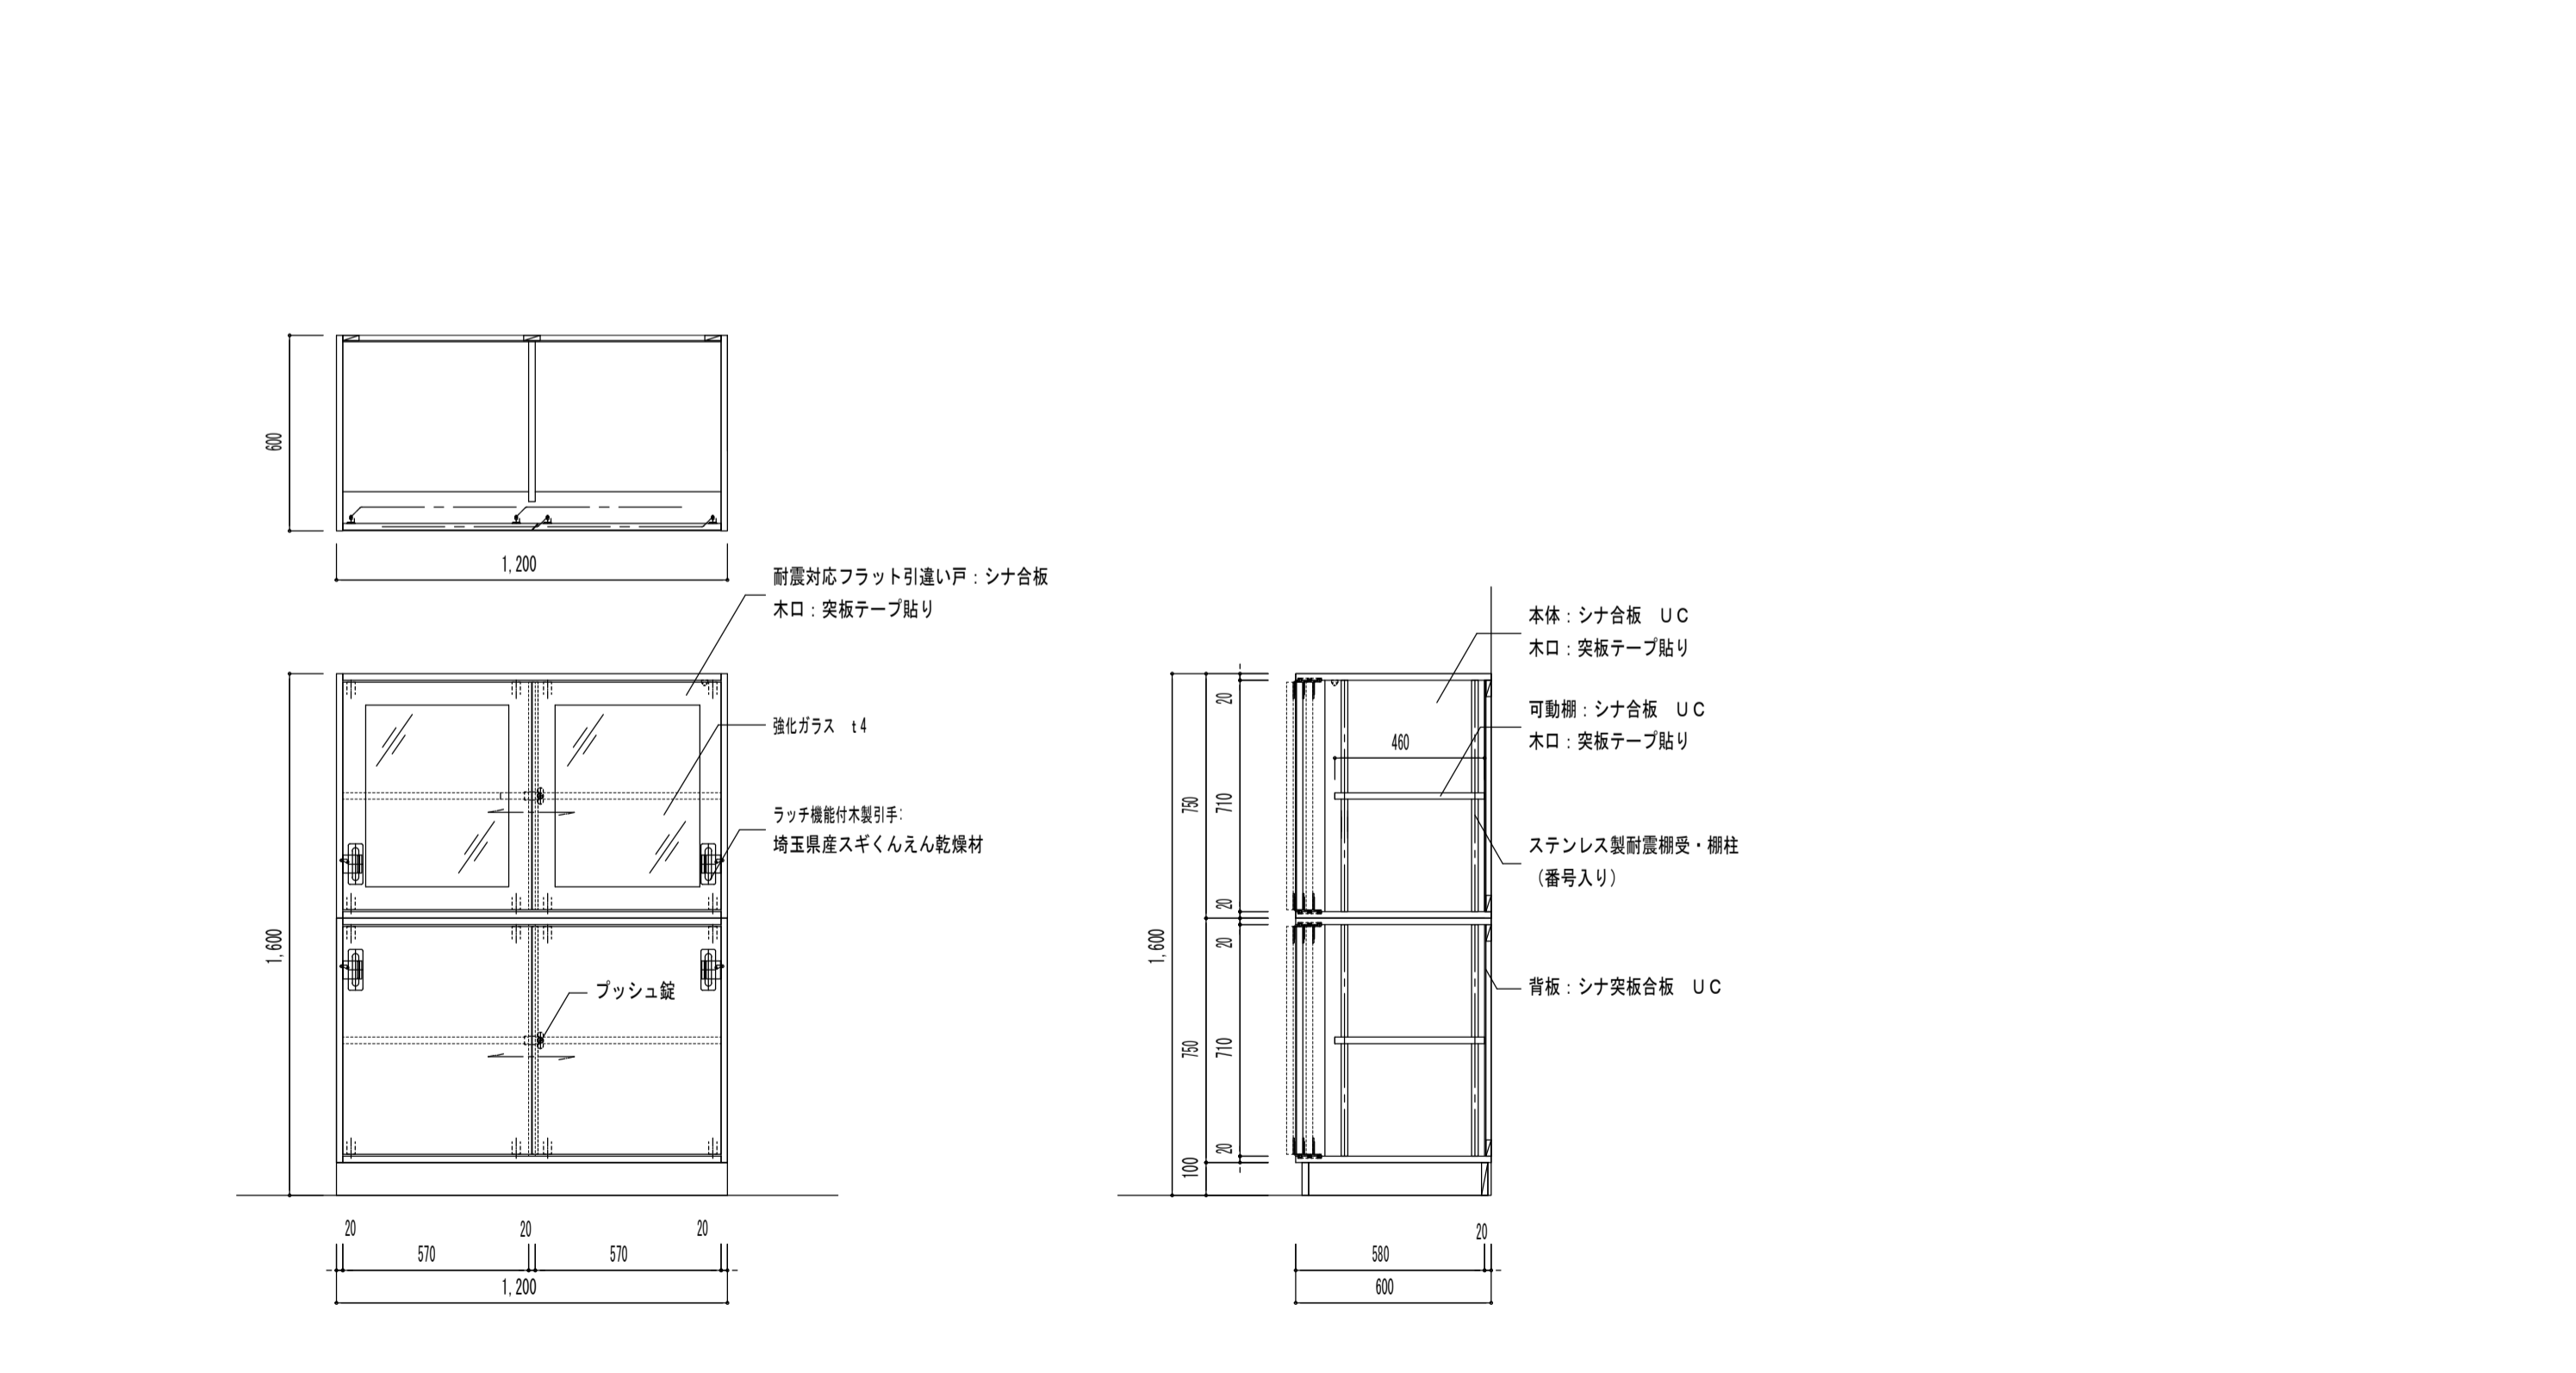 600
1,200
耐震対応フラット引違い戸：シナ合板
木口：突板テープ貼り
強化ガラス　t4
ラッチ機能付木製引手：
埼玉県産スギくんえん乾燥材
プッシュ錠
1,600
20
20
20
570
570
1,200
本体：シナ合板　ＵＣ
木口：突板テープ貼り
可動棚：シナ合板　ＵＣ
木口：突板テープ貼り
460
ステンレス製耐震棚受・棚柱
（番号入り）
背板：シナ突板合板　ＵＣ
1,600
750
750
100
20
710
20
20
710
20
20
580
600